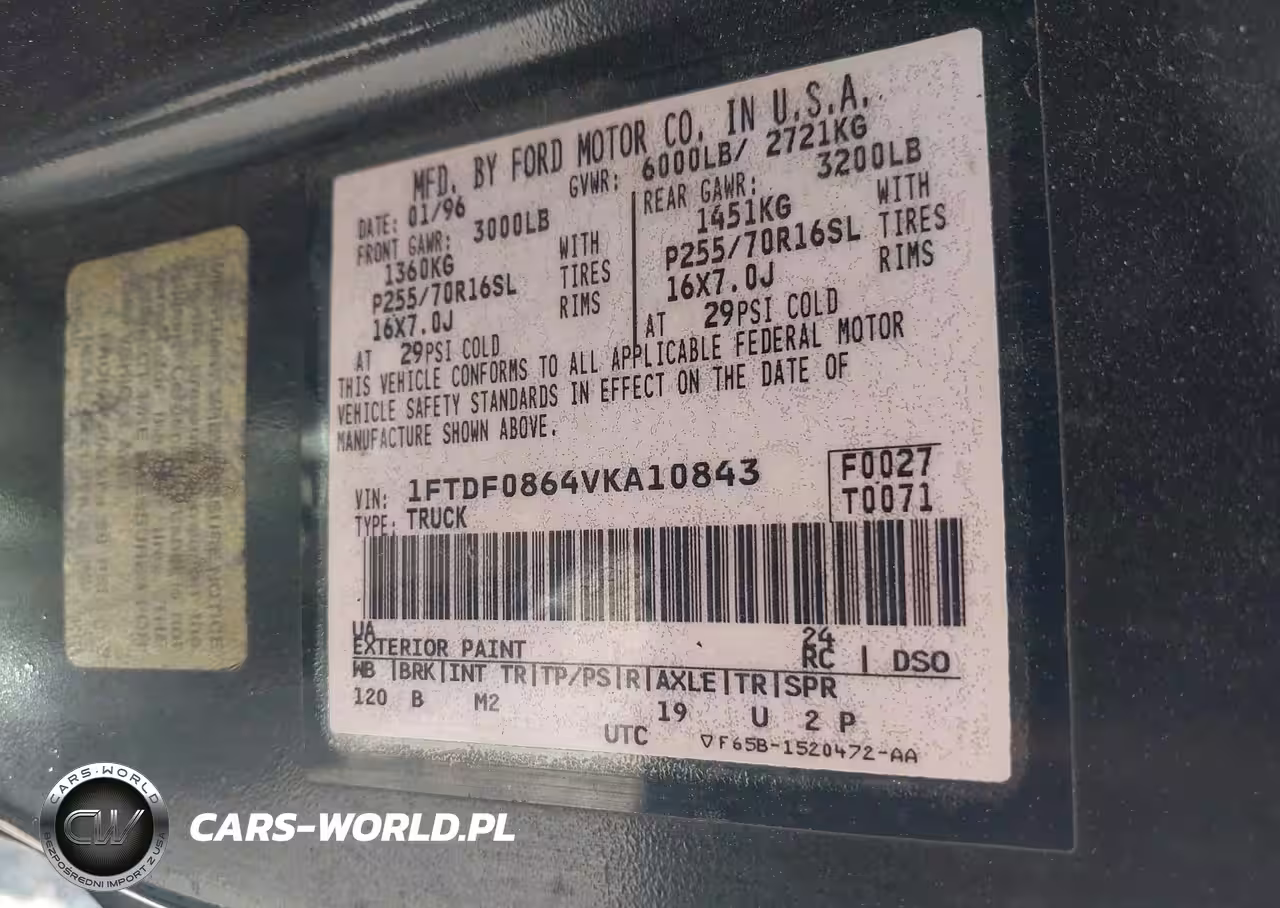 MFD. BY FORD MOTOR CO. IN U.S.A.
DATE: 01/96 GVWR: 6000LB/ 2721KG
FRONT GAWR: 3000LB
1360KG WITH
P255/70R16SL TIRES
16X7.0J RIMS
AT 29PSI COLD
REAR GAWR: 3200LB
1451KG WITH
P255/70R16SL TIRES
16X7.0J RIMS
AT 29PSI COLD
THIS VEHICLE CONFORMS TO ALL APPLICABLE FEDERAL MOTOR
VEHICLE SAFETY STANDARDS IN EFFECT ON THE DATE OF
MANUFACTURE SHOWN ABOVE.
VIN: 1FTDF0864VKA10843
TYPE: TRUCK
F0027
T0071
UA 24
EXTERIOR PAINT RC | DSO
WB |BRK|INT TR|TP/PS|R|AXLE|TR|SPR
120 B M2 19 U 2 P
UTC ▽F65B-1520472-AA
CARS-WORLD
CW
BEZPOŚREDNI IMPORT Z USA
CARS-WORLD.PL